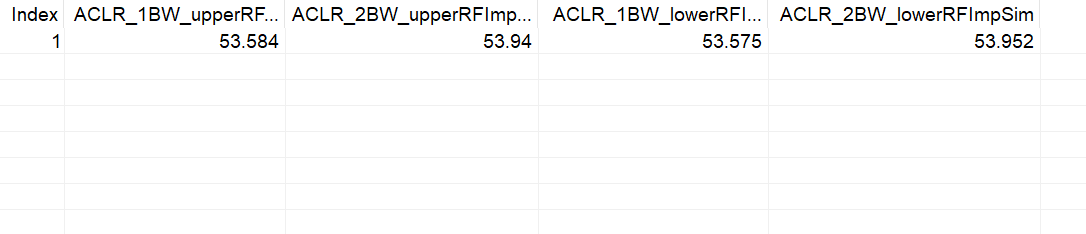 Index ACLR_1BW_upperRF... ACLR_2BW_upperRFImp... ACLR_1BW_lowerRFI... ACLR_2BW_lowerRFImpSim
1 53.584 53.94 53.575 53.952